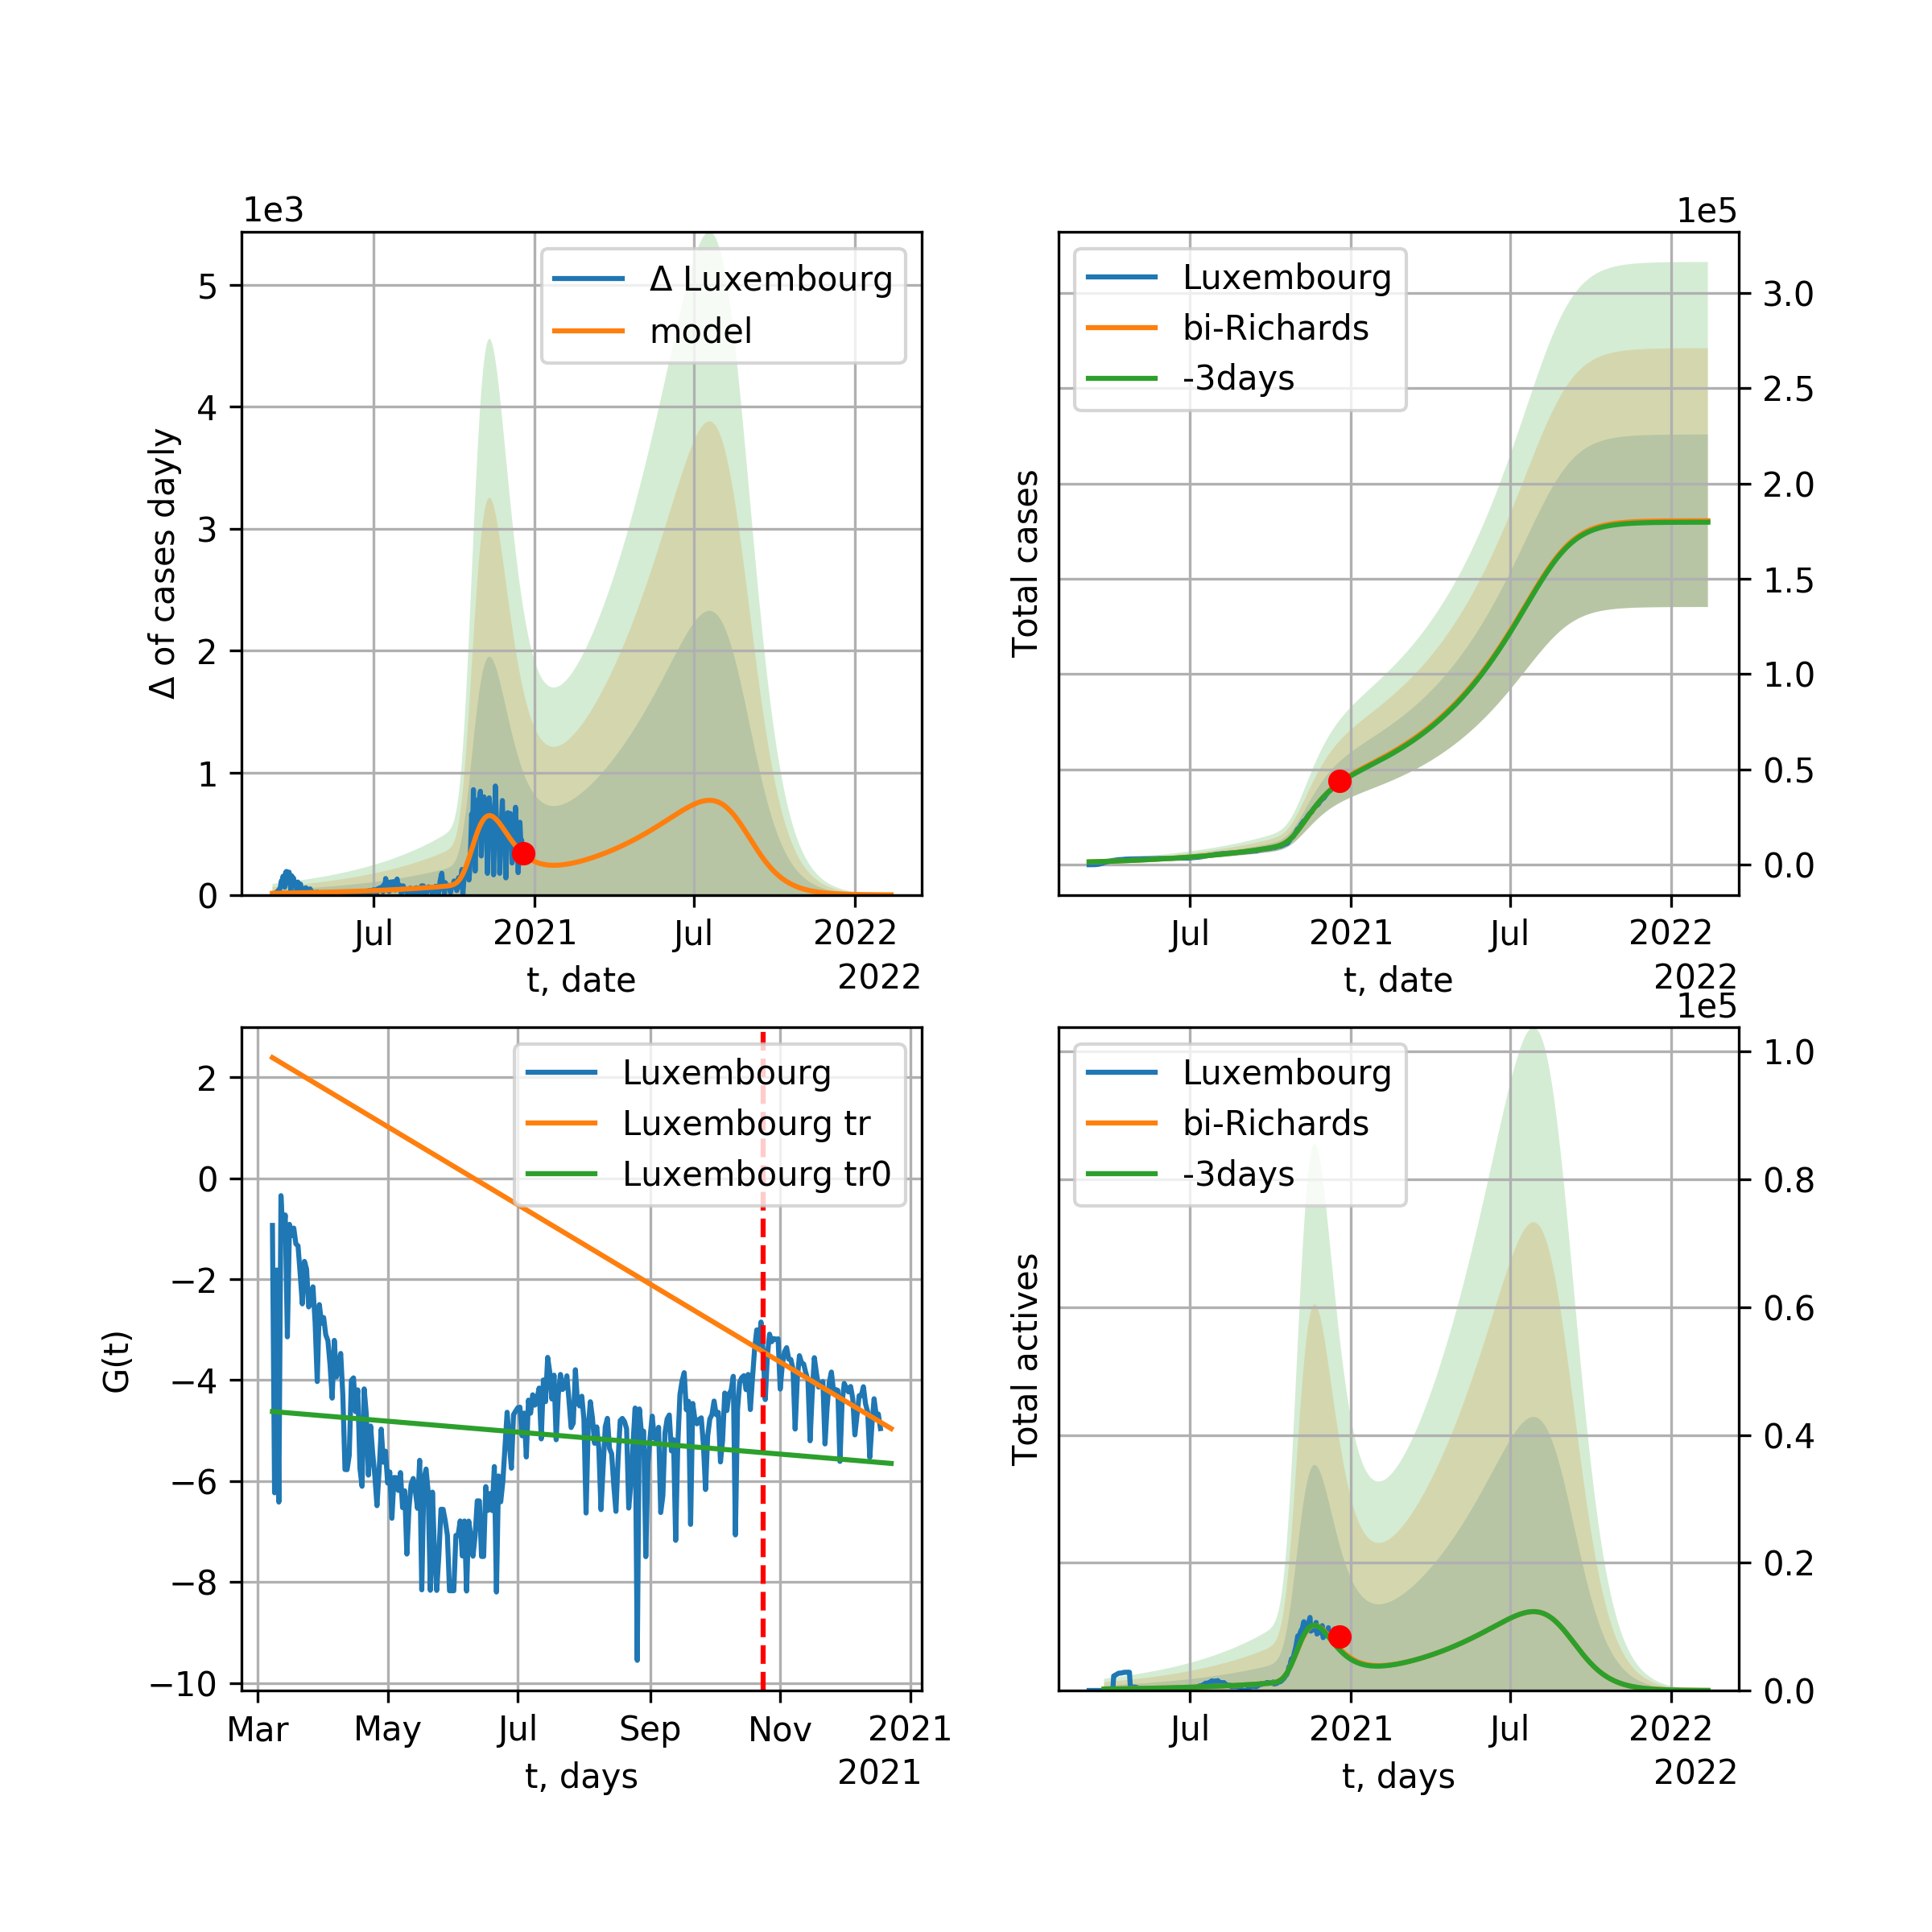 1e3
Δ of cases dayly
5
4
3
2
1
0
Δ Luxembourg
model
Jul 2021 Jul 2022
t, date 2022
1e5
Total cases
Luxembourg
bi-Richards
-3days
3.0
2.5
2.0
1.5
1.0
0.5
0.0
Jul 2021 Jul 2022
t, date 2022
G(t)
2
0
−2
−4
−6
−8
−10
Luxembourg
Luxembourg tr
Luxembourg tr0
Mar May Jul Sep Nov 2021
t, days 2021
1e5
Total actives
Luxembourg
bi-Richards
-3days
1.0
0.8
0.6
0.4
0.2
0.0
Jul 2021 Jul 2022
t, days 2022